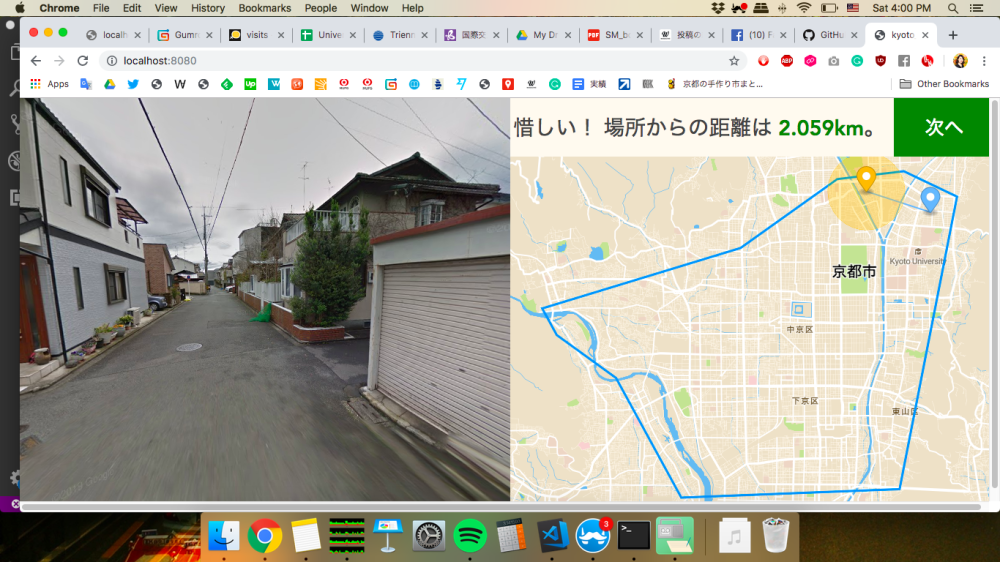 Chrome File Edit View History Bookmarks People Window Help
Sat 4:00 PM
localh
Gumr
visits
Unive
Trienn
国際交
My Dr
SM_b
投稿の
(10) F
GitHu
kyoto
localhost:8080
Apps
実績
京都の手作り市まと...
Other Bookmarks
惜しい! 場所からの距離は 2.059km。
次へ
Kyoto University
京都市
中京区
下京区
東山区
3